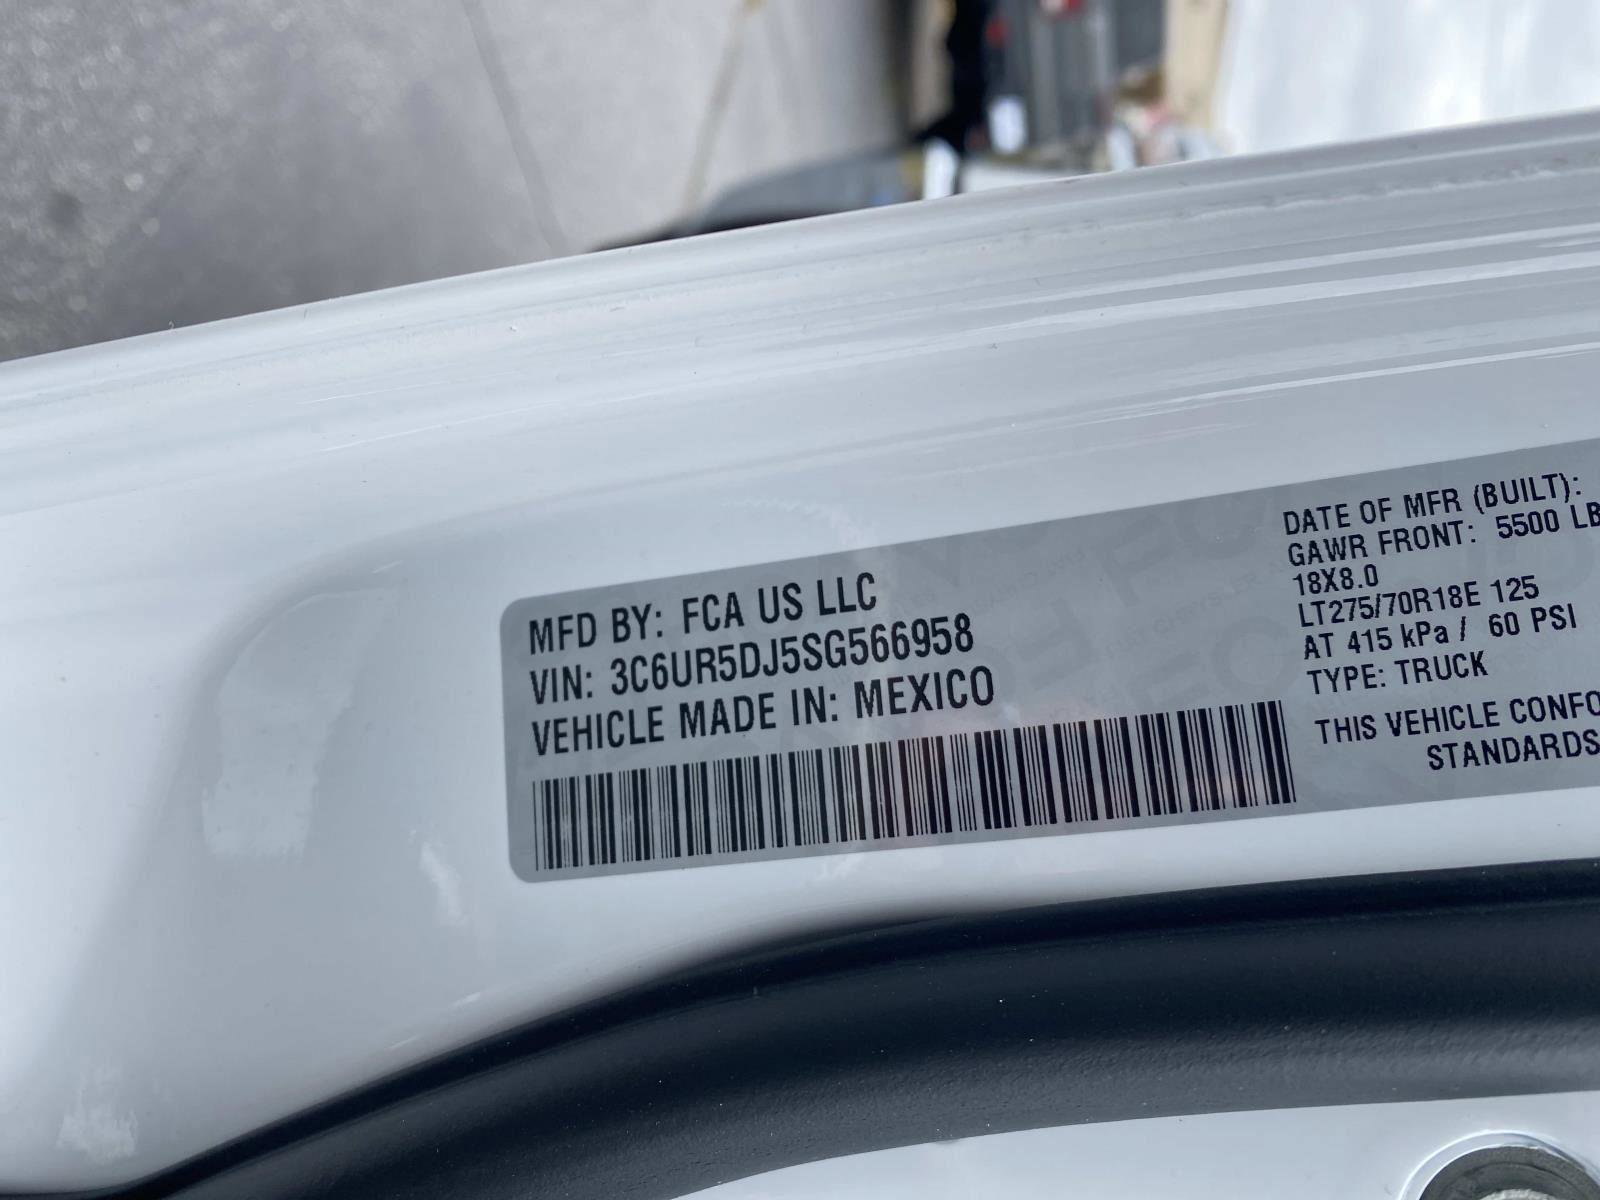 MFD BY: FCA US LLC
VIN: 3C6UR5DJ5SG566958
VEHICLE MADE IN: MEXICO
DATE OF MFR (BUILT):
GAWR FRONT: 5500 LB
18X8.0
LT275/70R18E 125
AT 415 kPa / 60 PSI
TYPE: TRUCK
THIS VEHICLE CONFO
STANDARDS